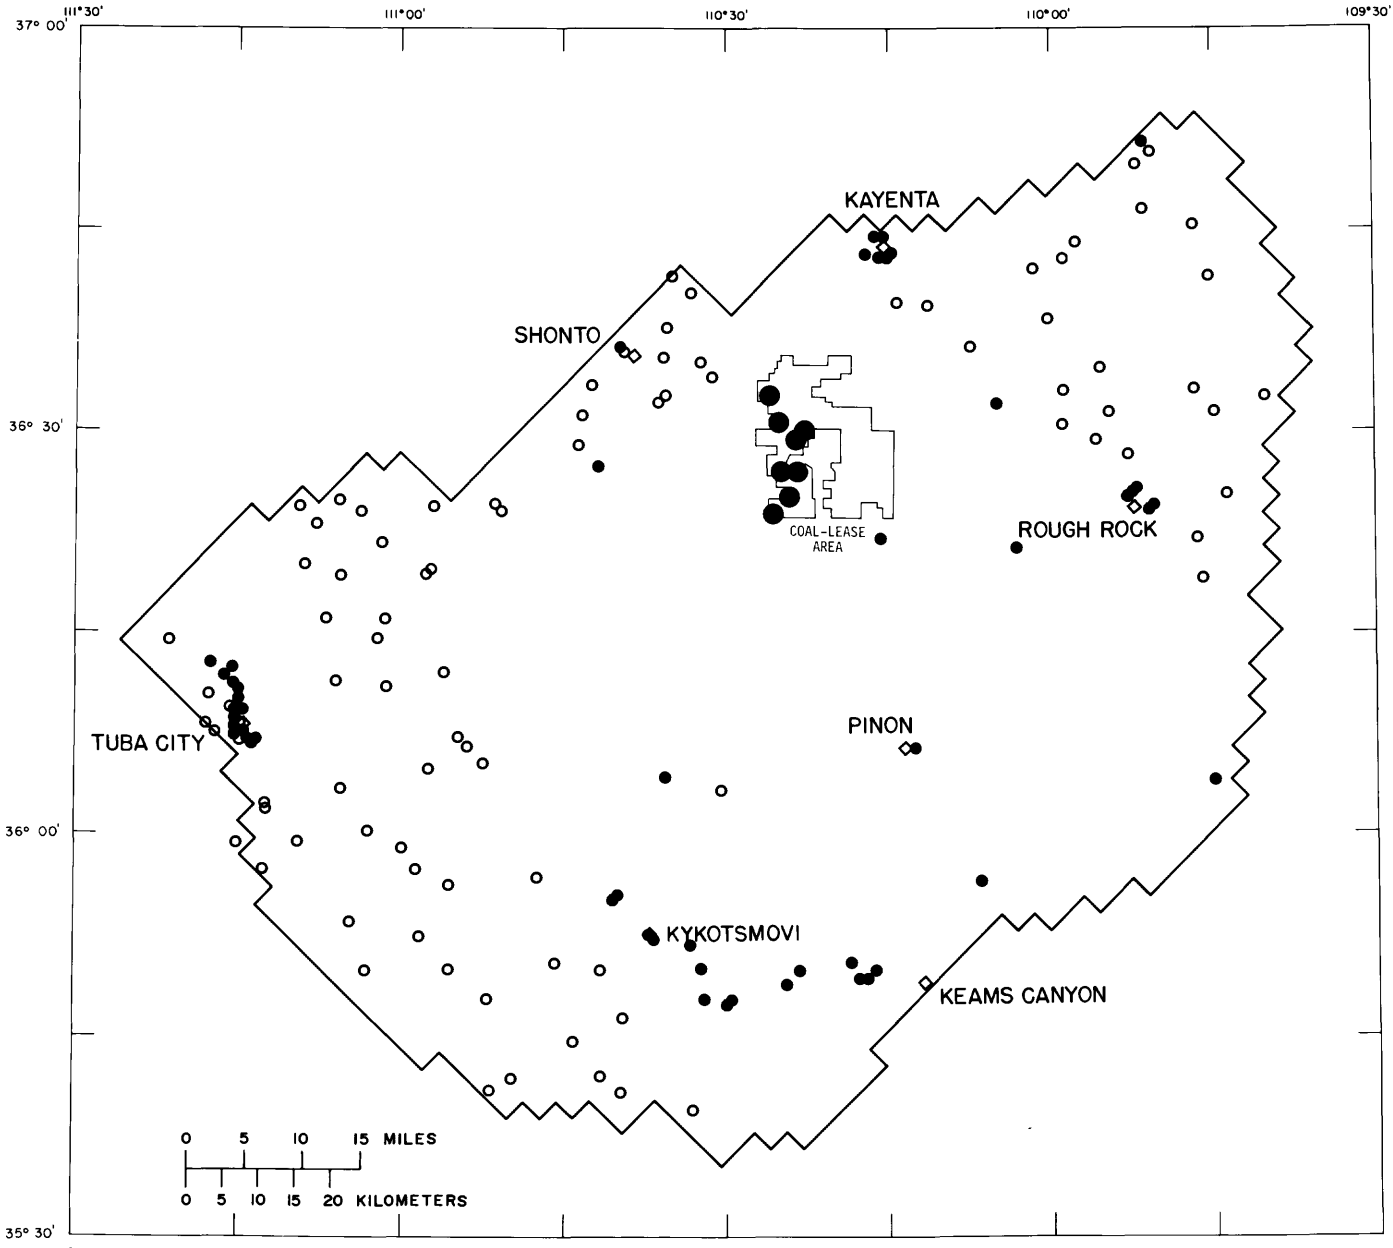 111°30' 111°00' 110°30' 110°00' 109°30'
37° 00'
KAYENTA
SHONTO
36° 30'
COAL-LEASE
AREA
ROUGH ROCK
PINON
TUBA CITY
36° 00'
KYKOTSMOVI
KEAMS CANYON
0 5 10 15 MILES
0 5 10 15 20 KILOMETERS
35° 30'